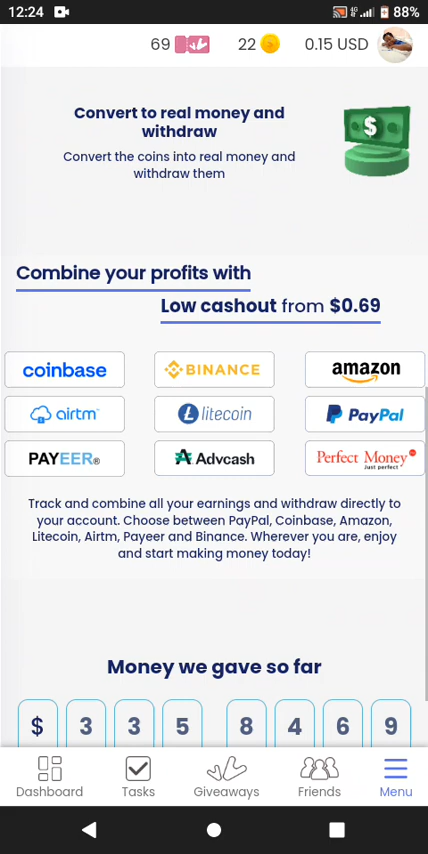 12:24 4G 88%
69 22 0.15 USD
Convert to real money and
withdraw
Convert the coins into real money and
withdraw them
$
Combine your profits with
Low cashout from $0.69
coinbase BINANCE amazon
airtm litecoin PayPal
PAYEER® Advcash Perfect Money
Just perfect
Track and combine all your earnings and withdraw directly to
your account. Choose between PayPal, Coinbase, Amazon,
Litecoin, Airtm, Payeer and Binance. Wherever you are, enjoy
and start making money today!
Money we gave so far
$ 3 3 5 8 4 6 9
Dashboard Tasks Giveaways Friends Menu